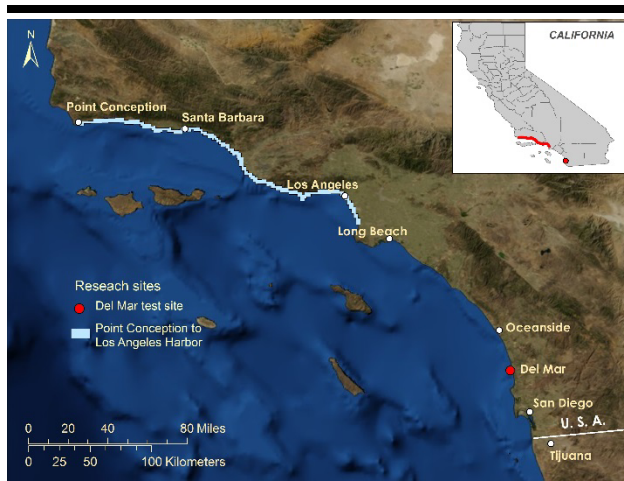 N
CALIFORNIA
Point Conception
Santa Barbara
Los Angeles
Long Beach
Reseach sites
Del Mar test site
Point Conception to
Los Angeles Harbor
Oceanside
Del Mar
San Diego
U. S. A.
Tijuana
0 20 40 80 Miles
0 25 50 100 Kilometers